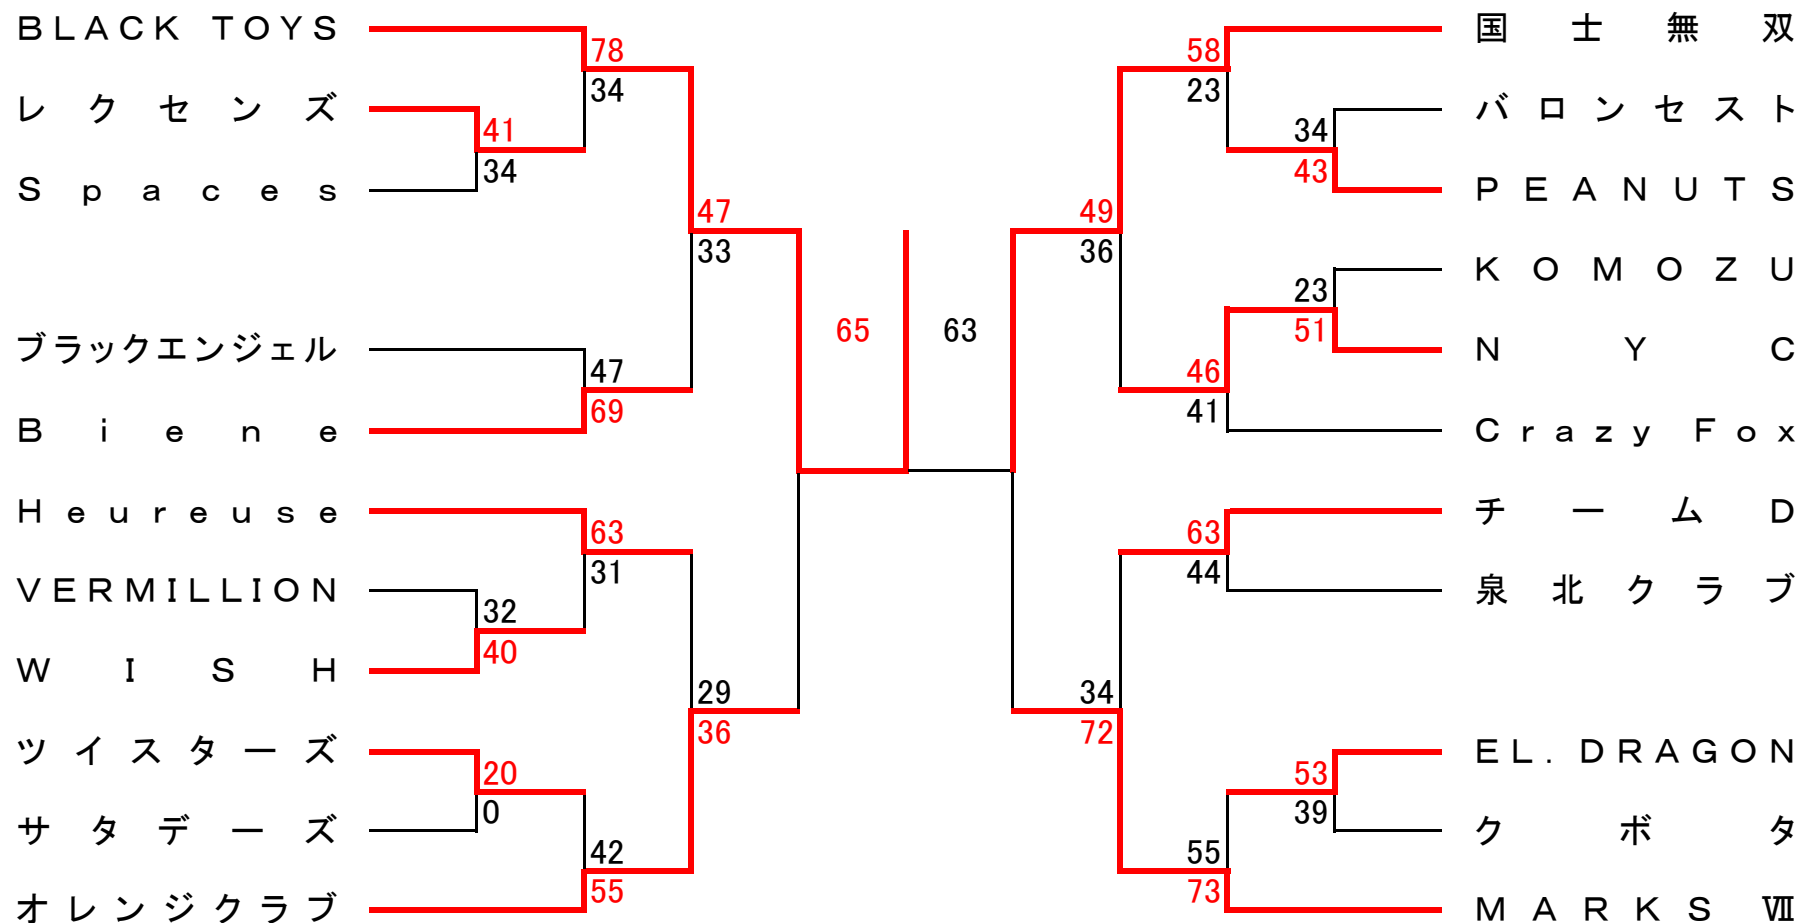 BLACK TOYS
78
34
レクセンズ
41
34
Spaces
47
33
ブラックエンジェル
47
69
Biene
Heureuse
63
31
VERMILLION
32
40
WISH
29
36
ツイスターズ
20
0
サタデーズ
42
55
オレンジクラブ
65
63
国士無双
58
23
バロンセスト
34
43
PEANUTS
49
36
KOMOZU
23
51
NYC
46
41
Crazy Fox
チームD
63
44
泉北クラブ
34
72
EL.DRAGON
53
39
クボタ
55
73
MARKS Ⅶ